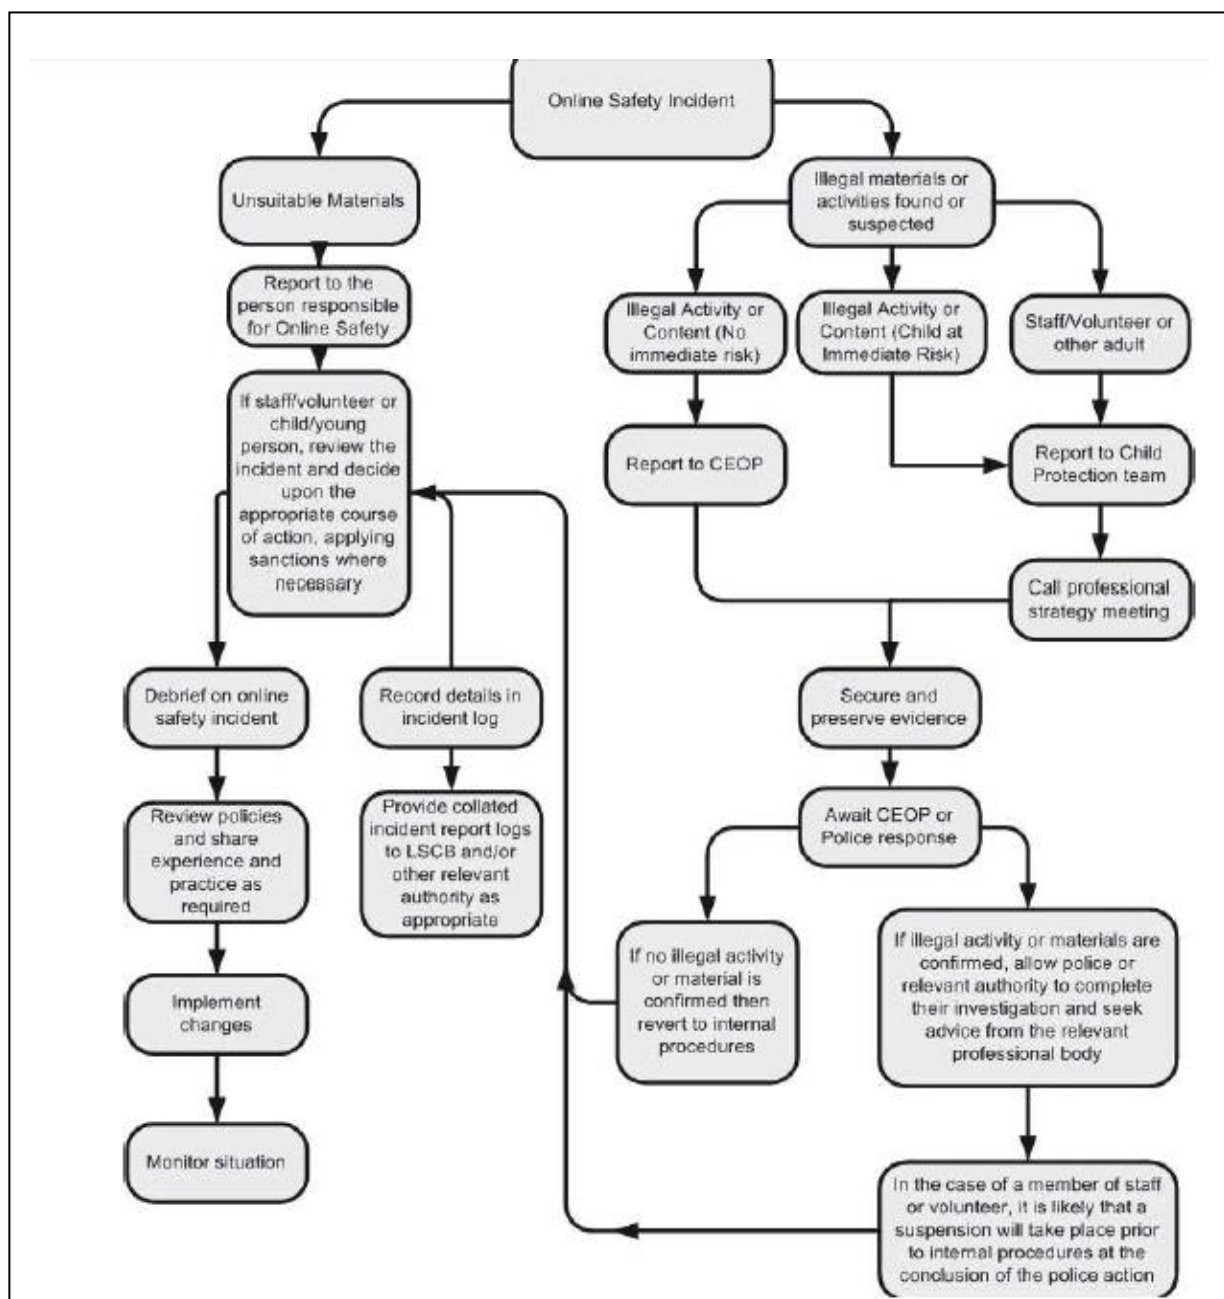 Online Safety Incident
Unsuitable Materials
Report to the
person responsible
for Online Safety
If staff/volunteer or
child/young
person, review the
incident and decide
upon the
appropriate course
of action, applying
sanctions where
necessary
Debrief on online
safety incident
Review policies
and share
experience and
practice as
required
Implement
changes
Monitor situation
Record details in
incident log
Provide collated
incident report logs
to LSCB and/or
other relevant
authority as
appropriate
Illegal materials or
activities found or
suspected
Illegal Activity or
Content (No
immediate risk)
Illegal Activity or
Content (Child at
Immediate Risk)
Staff/Volunteer or
other adult
Report to CEOP
Report to Child
Protection team
Call professional
strategy meeting
Secure and
preserve evidence
Await CEOP or
Police response
If no illegal activity
or material is
confirmed then
revert to internal
procedures
If illegal activity or materials are
confirmed, allow police or
relevant authority to complete
their investigation and seek
advice from the relevant
professional body
In the case of a member of staff
or volunteer, it is likely that a
suspension will take place prior
to internal procedures at the
conclusion of the police action